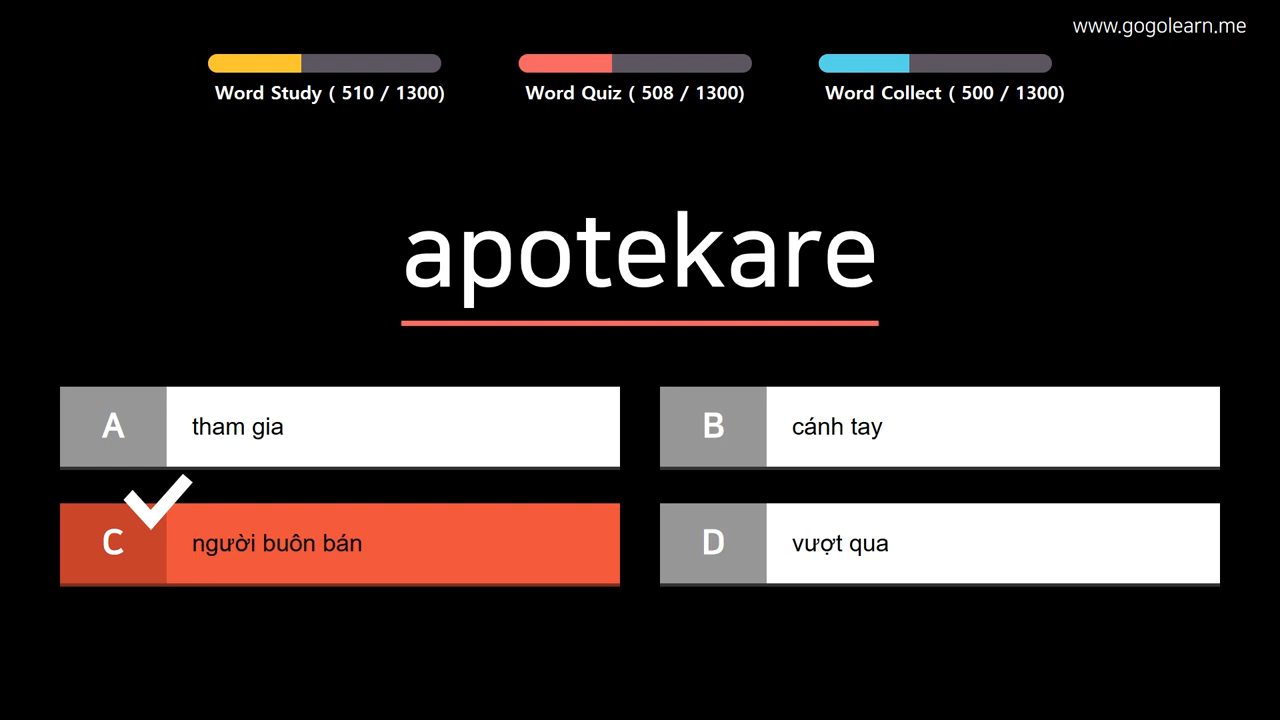 www.gogolearn.me
Word Study ( 510 / 1300)
Word Quiz ( 508 / 1300)
Word Collect ( 500 / 1300)
apotekare
A tham gia
B cánh tay
C người buôn bán
D vượt qua